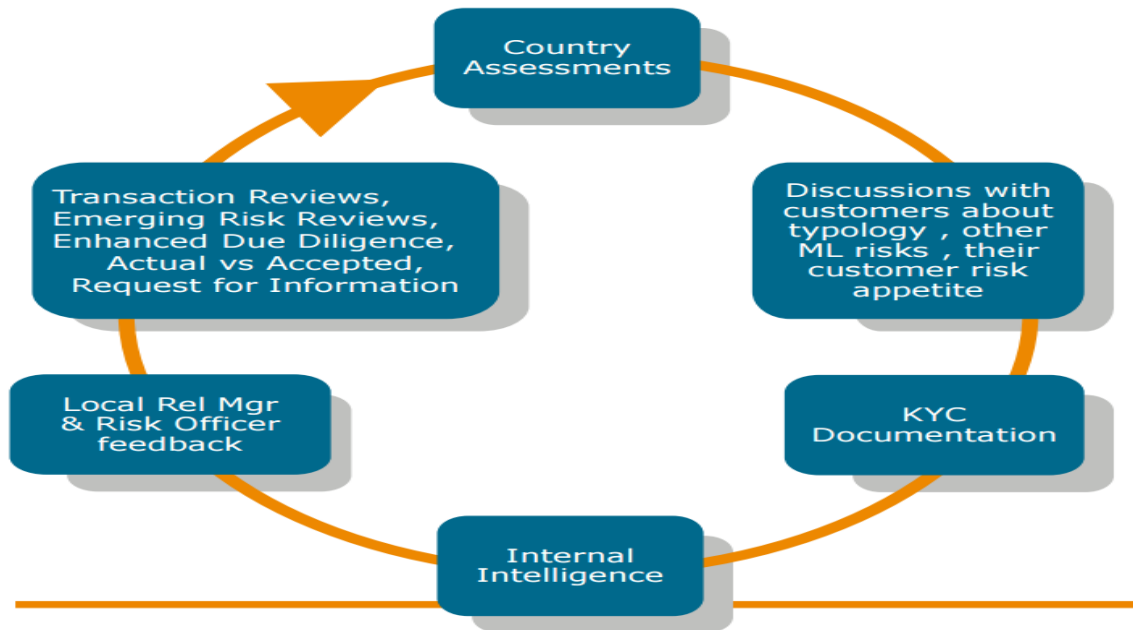 Country
Assessments
Discussions with
customers about
typology , other
ML risks , their
customer risk
appetite
KYC
Documentation
Internal
Intelligence
Local Rel Mgr
& Risk Officer
feedback
Transaction Reviews,
Emerging Risk Reviews,
Enhanced Due Diligence,
Actual vs Accepted,
Request for Information